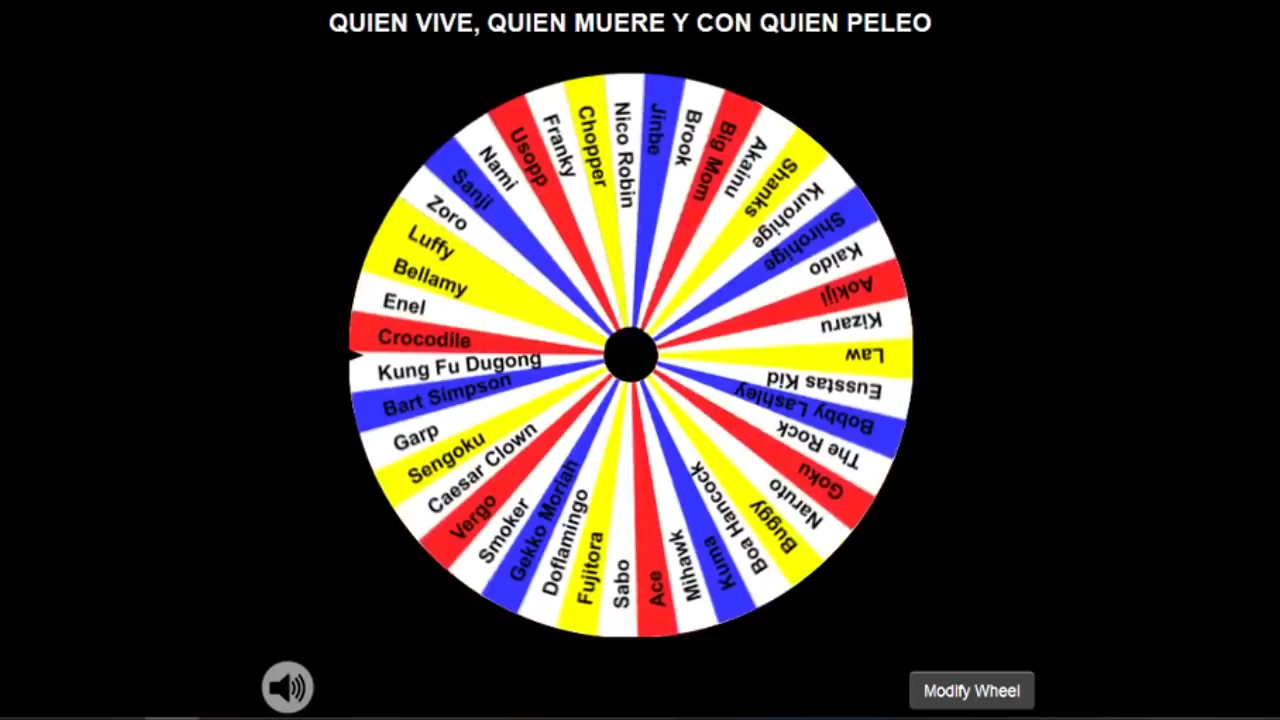 QUIEN VIVE, QUIEN MUERE Y CON QUIEN PELEO
Luffy
Zoro
Sanji
Nami
Usopp
Franky
Chopper
Nico Robin
Jinbe
Brook
Big Mom
Akainu
Shanks
Kurohige
Shirohige
Kaido
Aokiji
Kizaru
Law
Eusstas Kid
Bobby Lashley
The Rock
Goku
Naruto
Buggy
Boa Hancock
Kuma
Mihawk
Ace
Sabo
Fujitora
Doflamingo
Gekko Moriah
Smoker
Vergo
Caesar Clown
Sengoku
Garp
Bart Simpson
Kung Fu Dugong
Crocodile
Enel
Bellamy
Modify Wheel